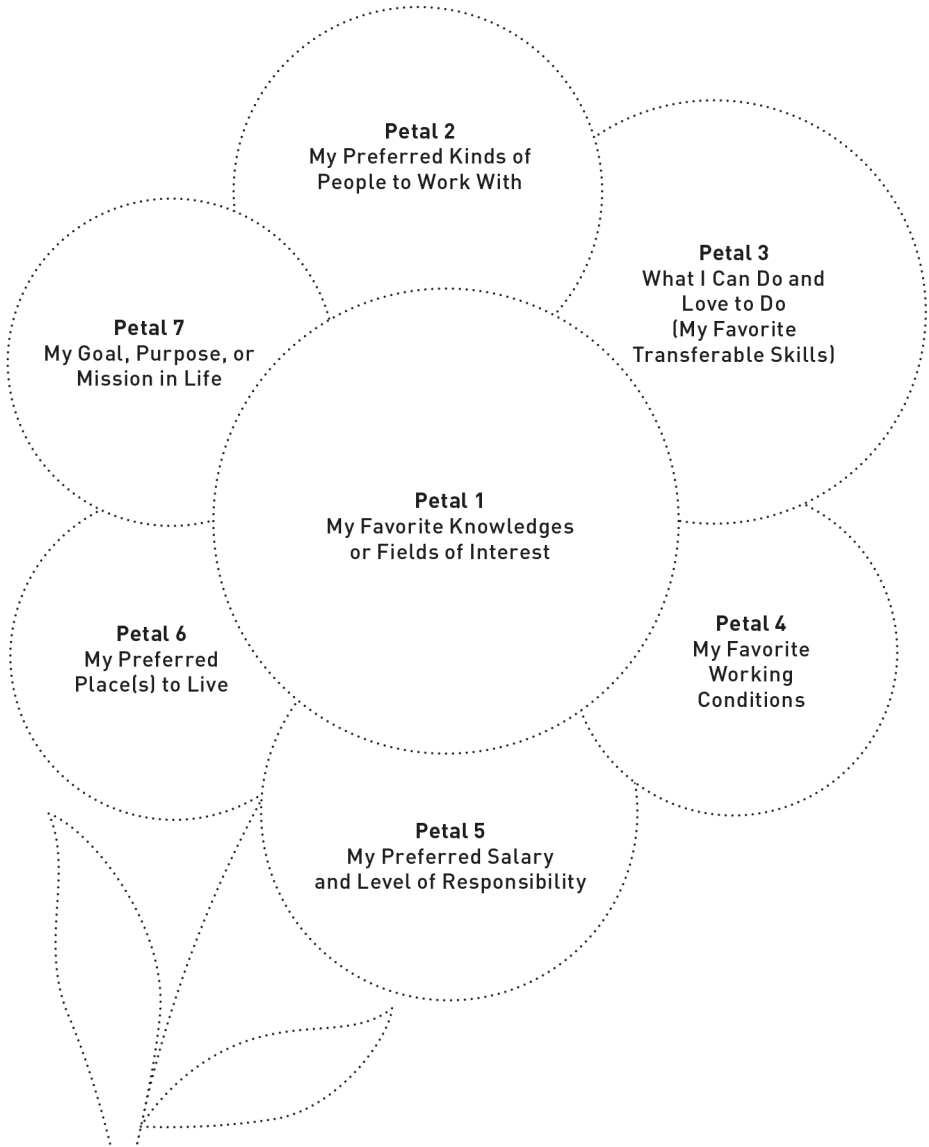 Petal 2
My Preferred Kinds of
People to Work With
Petal 3
What I Can Do and
Love to Do
(My Favorite
Transferable Skills)
Petal 7
My Goal, Purpose, or
Mission in Life
Petal 1
My Favorite Knowledges
or Fields of Interest
Petal 6
My Preferred
Place(s) to Live
Petal 4
My Favorite
Working
Conditions
Petal 5
My Preferred Salary
and Level of Responsibility